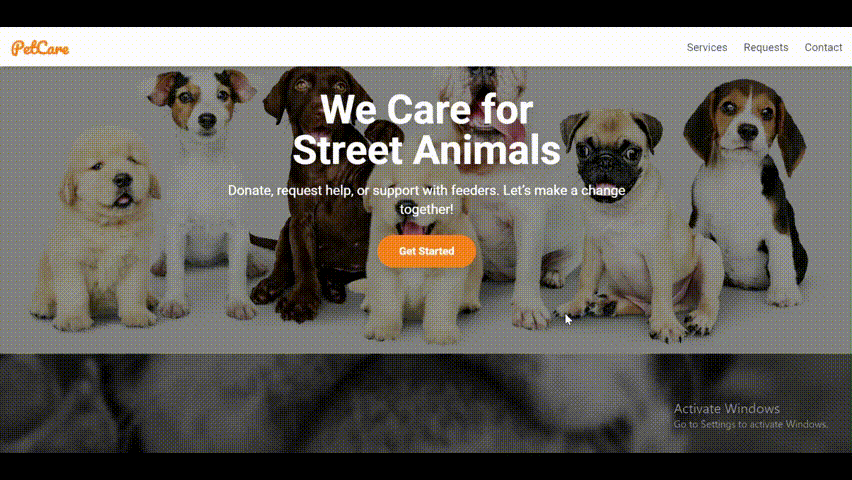 PetCare
Services Requests Contact
We Care for
Street Animals
Donate, request help, or support with feeders. Let's make a change
together!
Get Started
Activate Windows
Go to Settings to activate Windows.